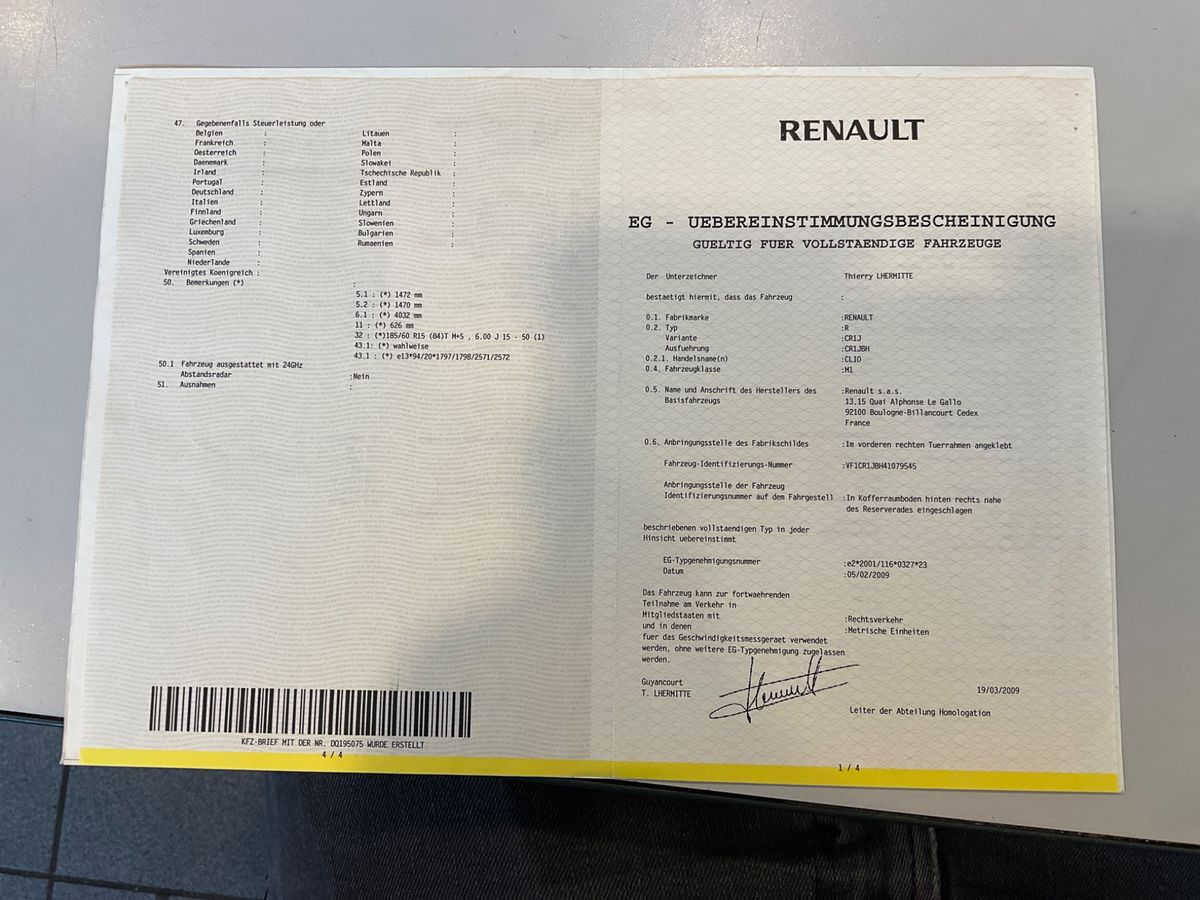 47. Gegebenenfalls Steuerleistung oder
Belgien :
Frankreich :
Oesterreich :
Daenemark :
Irland :
Portugal :
Deutschland :
Italien :
Finnland :
Griechenland :
Luxemburg :
Schweden :
Spanien :
Niederlande :
Vereinigtes Koenigreich :
Litauen :
Malta :
Polen :
Slowakei :
Tschechische Republik :
Estland :
Zypern :
Lettland :
Ungarn :
Slowenien :
Bulgarien :
Rumaenien :
50. Bemerkungen (*) :
5.1 : (*) 1472 mm
5.2 : (*) 1470 mm
6.1 : (*) 4032 mm
11 : (*) 626 mm
32 : (*)185/60 R15 (84)T M+S , 6.00 J 15 - 50 (1)
43.1: (*) wahlweise
43.1 : (*) e13*94/20*1797/1798/2571/2572
50.1 Fahrzeug ausgestattet mit 24GHz
Abstandsradar :Nein
51. Ausnahmen :
KFZ-BRIEF MIT DER NR. DQ195075 WURDE ERSTELLT
4 / 4
RENAULT
EG - UEBEREINSTIMMUNGSBESCHEINIGUNG
GUELTIG FUER VOLLSTAENDIGE FAHRZEUGE
Der Unterzeichner Thierry LHERMITTE
bestaetigt hiermit, dass das Fahrzeug :
0.1. Fabrikmarke :RENAULT
0.2. Typ :R
Variante :CR1J
Ausfuehrung :CR1JBH
0.2.1. Handelsname(n) :CLIO
0.4. Fahrzeugklasse :M1
0.5. Name und Anschrift des Herstellers des :Renault s.a.s.
Basisfahrzeugs 13,15 Quai Alphonse Le Gallo
92100 Boulogne-Billancourt Cedex
France
0.6. Anbringungsstelle des Fabrikschildes :Im vorderen rechten Tuerrahmen angeklebt
Fahrzeug-Identifizierungs-Nummer :VF1CR1JBH41079545
Anbringungsstelle der Fahrzeug
Identifizierungsnummer auf dem Fahrgestell :In Kofferraumboden hinten rechts nahe
des Reserverades eingeschlagen
beschriebenen vollstaendigen Typ in jeder
Hinsicht uebereinstimmt
EG-Typgenehmigungsnummer :e2*2001/116*0327*23
Datum :05/02/2009
Das Fahrzeug kann zur fortwaehrenden
Teilnahme am Verkehr in
Mitgliedstaaten mit :Rechtsverkehr
und in denen :Metrische Einheiten
fuer das Geschwindigkeitsmessgeraet verwendet
werden, ohne weitere EG-Typgenehmigung zugelassen
werden.
Guyancourt
T. LHERMITTE 19/03/2009
Leiter der Abteilung Homologation
1 / 4